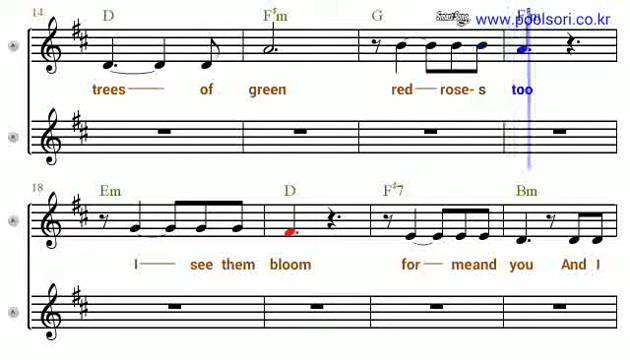 14 D F♯m G www.poolsori.co.kr
trees of green red rose- s too
18 Em D F♯7 Bm
I see them bloom for meand you And I